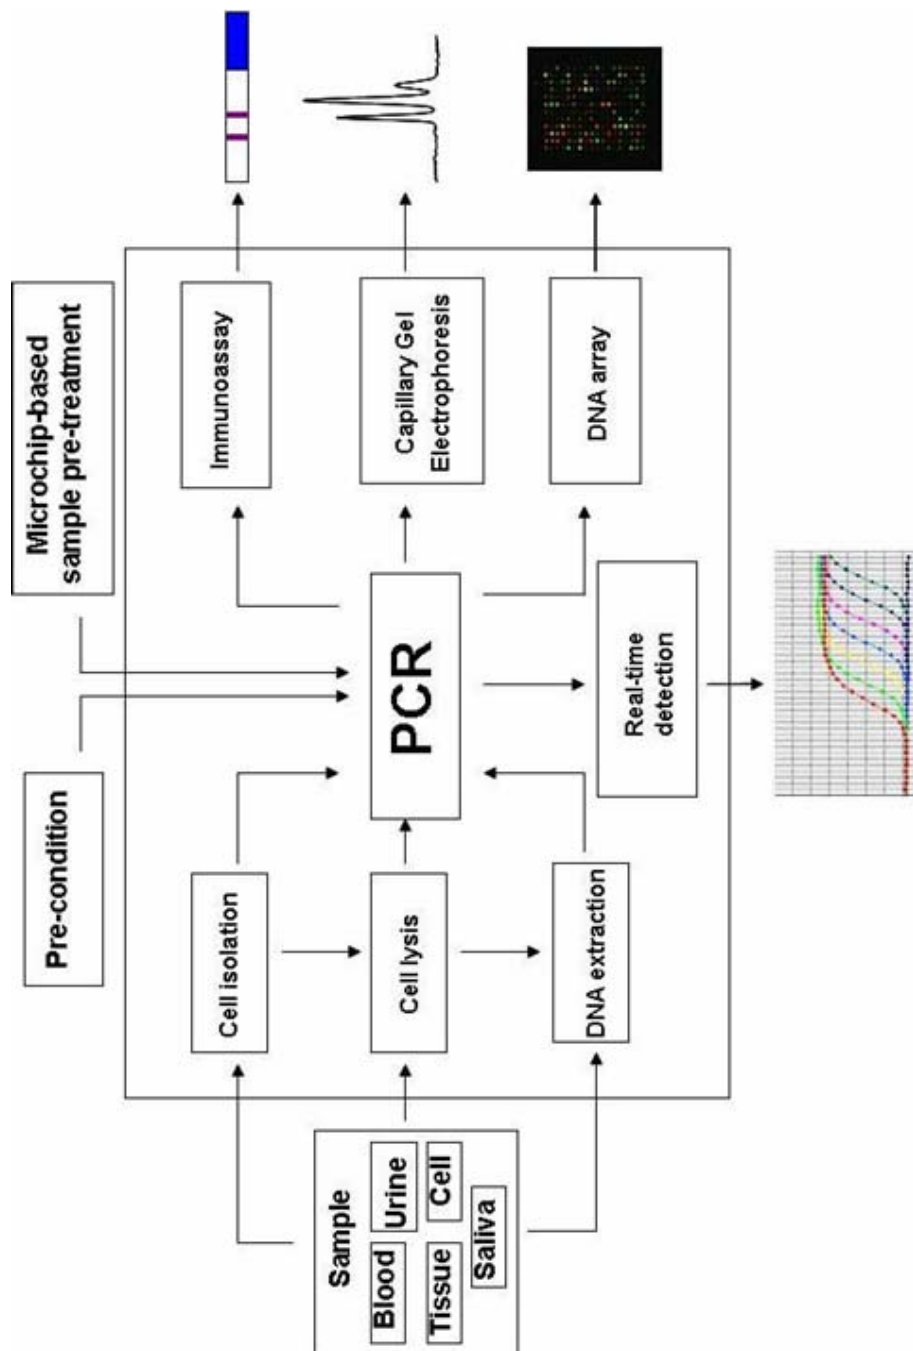 Pre-condition
Microchip-based
sample pre-treatment
Sample
Blood
Urine
Tissue
Cell
Saliva
Cell isolation
Cell lysis
DNA extraction
PCR
Real-time
detection
Immunoassay
Capillary Gel
Electrophoresis
DNA array